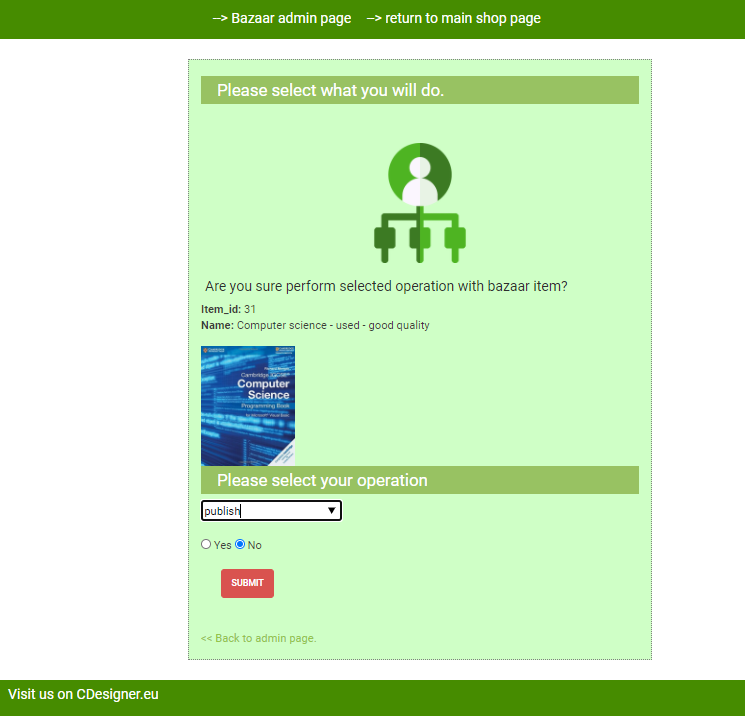 --> Bazaar admin page --> return to main shop page
Please select what you will do.
Are you sure perform selected operation with bazaar item?
Item_id: 31
Name: Computer science - used - good quality
Computer
Science
Programming Book
Please select your operation
publish
Yes No
SUBMIT
<< Back to admin page.
Visit us on CDesigner.eu